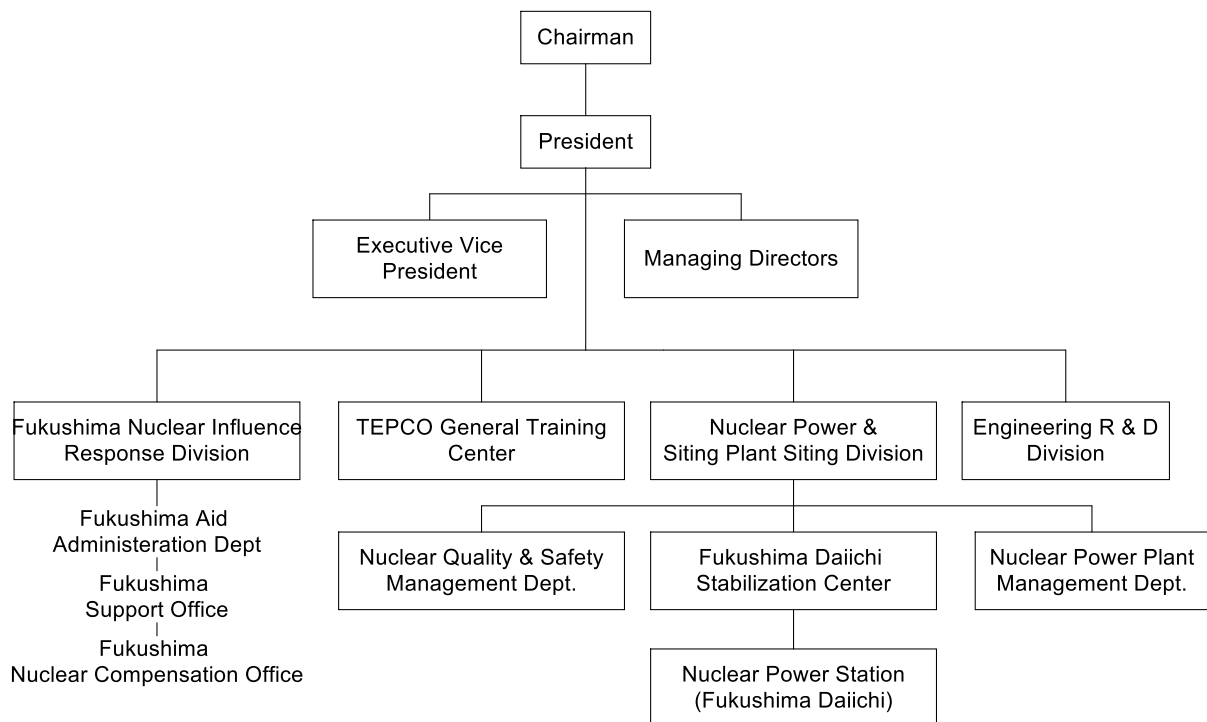 Chairman
President
Executive Vice
President
Managing Directors
Fukushima Nuclear Influence
Response Division
TEPCO General Training
Center
Nuclear Power &
Siting Plant Siting Division
Engineering R & D
Division
Fukushima Aid
Administeration Dept
Fukushima
Support Office
Fukushima
Nuclear Compensation Office
Nuclear Quality & Safety
Management Dept.
Fukushima Daiichi
Stabilization Center
Nuclear Power Plant
Management Dept.
Nuclear Power Station
(Fukushima Daiichi)